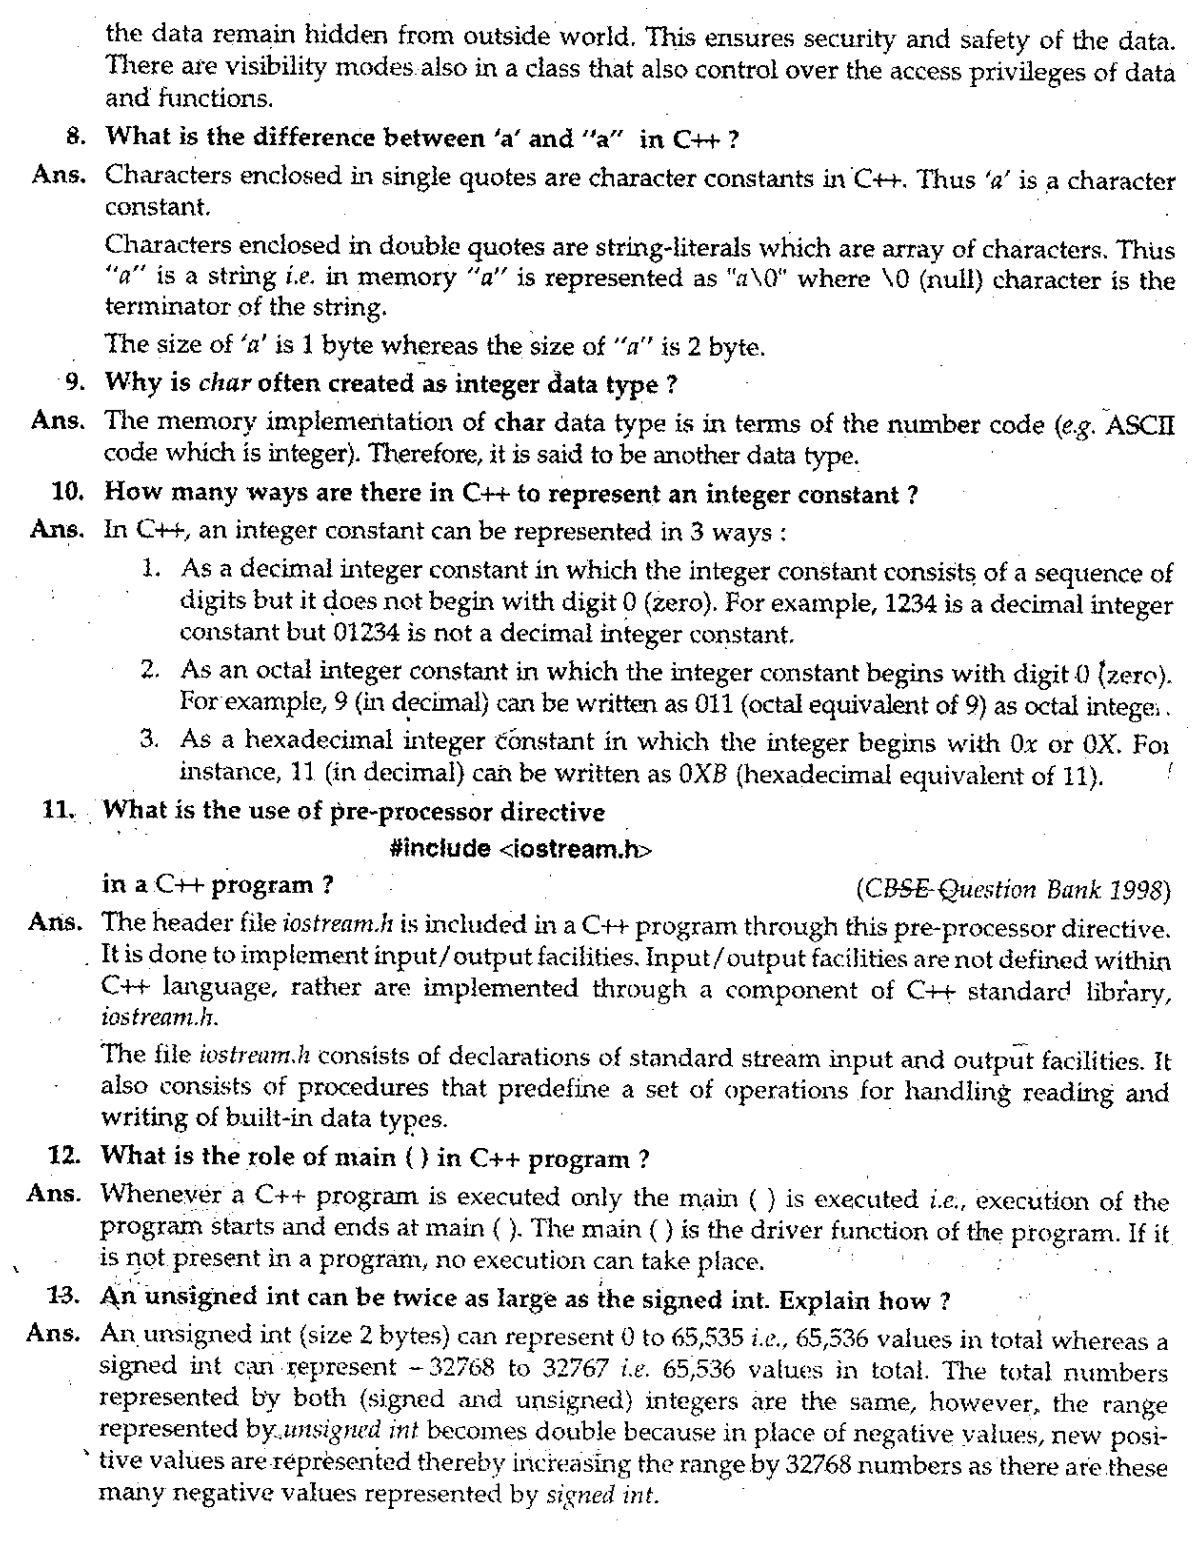 the data remain hidden from outside world. This ensures security and safety of the data.
There are visibility modes also in a class that also control over the access privileges of data
and functions.
8. What is the difference between 'a' and "a" in C++ ?
Ans. Characters enclosed in single quotes are character constants in C++. Thus 'a' is a character
constant.
Characters enclosed in double quotes are string-literals which are array of characters. Thus
"a" is a string i.e. in memory "a" is represented as "a\0" where \0 (null) character is the
terminator of the string.
The size of 'a' is 1 byte whereas the size of "a" is 2 byte.
9. Why is char often created as integer data type ?
Ans. The memory implementation of char data type is in terms of the number code (e.g. ASCII
code which is integer). Therefore, it is said to be another data type.
10. How many ways are there in C++ to represent an integer constant ?
Ans. In C++, an integer constant can be represented in 3 ways :
1. As a decimal integer constant in which the integer constant consists of a sequence of
digits but it does not begin with digit 0 (zero). For example, 1234 is a decimal integer
constant but 01234 is not a decimal integer constant.
2. As an octal integer constant in which the integer constant begins with digit 0 (zero).
For example, 9 (in decimal) can be written as 011 (octal equivalent of 9) as octal integer.
3. As a hexadecimal integer constant in which the integer begins with 0x or 0X. For
instance, 11 (in decimal) can be written as 0XB (hexadecimal equivalent of 11).
11. What is the use of pre-processor directive
#include <iostream.h>
in a C++ program ? (CBSE Question Bank 1998)
Ans. The header file iostream.h is included in a C++ program through this pre-processor directive.
It is done to implement input/output facilities. Input/output facilities are not defined within
C++ language, rather are implemented through a component of C++ standard library,
iostream.h.
The file iostream.h consists of declarations of standard stream input and output facilities. It
also consists of procedures that predefine a set of operations for handling reading and
writing of built-in data types.
12. What is the role of main ( ) in C++ program ?
Ans. Whenever a C++ program is executed only the main ( ) is executed i.e., execution of the
program starts and ends at main ( ). The main ( ) is the driver function of the program. If it
is not present in a program, no execution can take place.
13. An unsigned int can be twice as large as the signed int. Explain how ?
Ans. An unsigned int (size 2 bytes) can represent 0 to 65,535 i.e., 65,536 values in total whereas a
signed int can represent – 32768 to 32767 i.e. 65,536 values in total. The total numbers
represented by both (signed and unsigned) integers are the same, however, the range
represented by unsigned int becomes double because in place of negative values, new posi-
tive values are represented thereby increasing the range by 32768 numbers as there are these
many negative values represented by signed int.